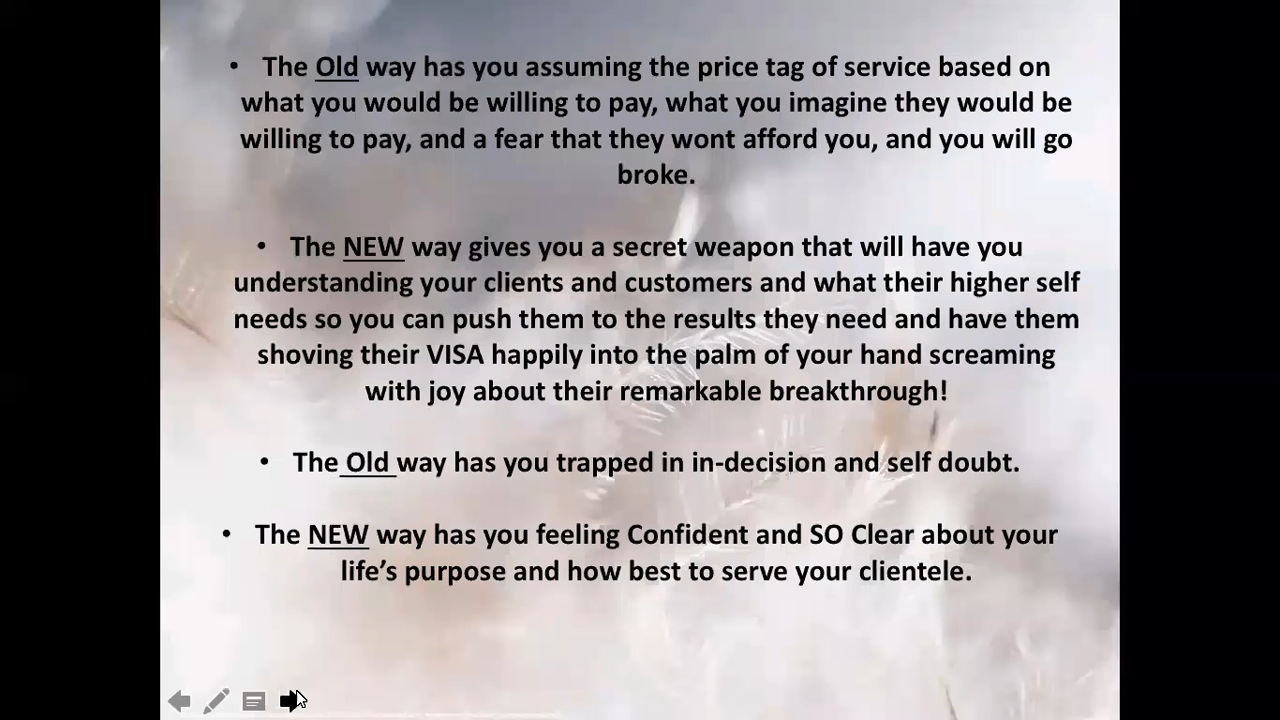 • The Old way has you assuming the price tag of service based on
what you would be willing to pay, what you imagine they would be
willing to pay, and a fear that they wont afford you, and you will go
broke.
• The NEW way gives you a secret weapon that will have you
understanding your clients and customers and what their higher self
needs so you can push them to the results they need and have them
shoving their VISA happily into the palm of your hand screaming
with joy about their remarkable breakthrough!
• The Old way has you trapped in in-decision and self doubt.
• The NEW way has you feeling Confident and SO Clear about your
life’s purpose and how best to serve your clientele.